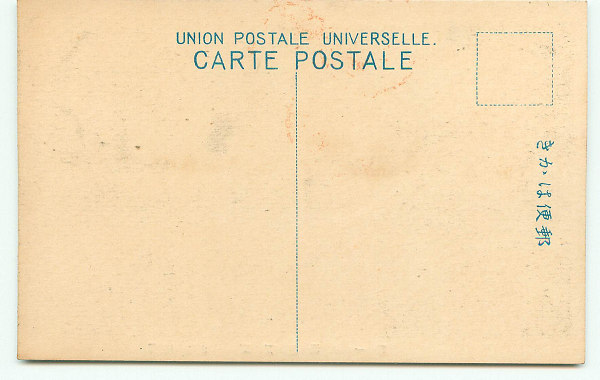 UNION POSTALE UNIVERSELLE.
CARTE POSTALE
きかは便郵